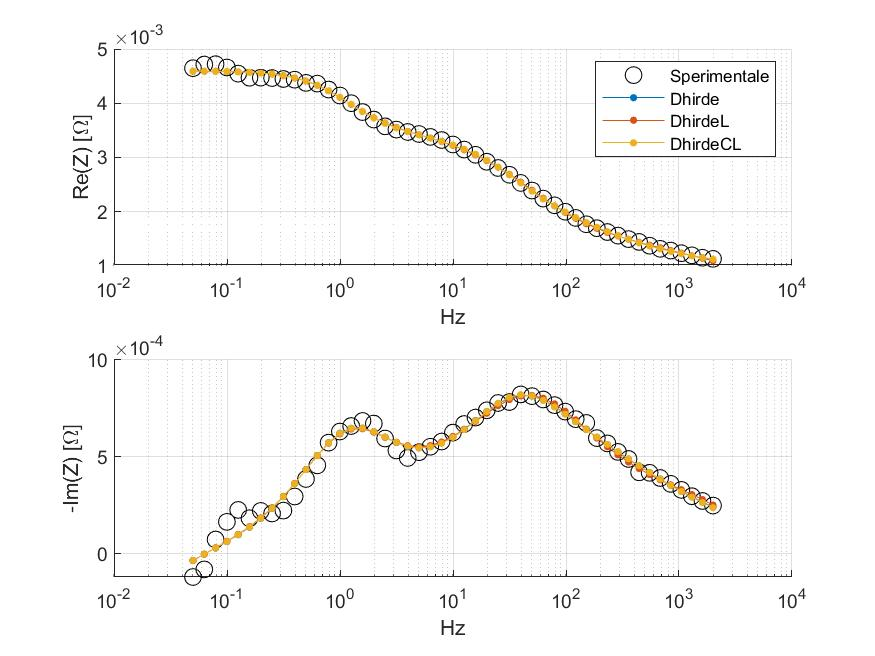 ×10⁻³
5
4
3
2
1
Re(Z) [Ω]
Sperimentale
Dhirde
DhirdeL
DhirdeCL
10⁻² 10⁻¹ 10⁰ 10¹ 10² 10³ 10⁴
Hz
×10⁻⁴
10
5
0
-Im(Z) [Ω]
10⁻² 10⁻¹ 10⁰ 10¹ 10² 10³ 10⁴
Hz